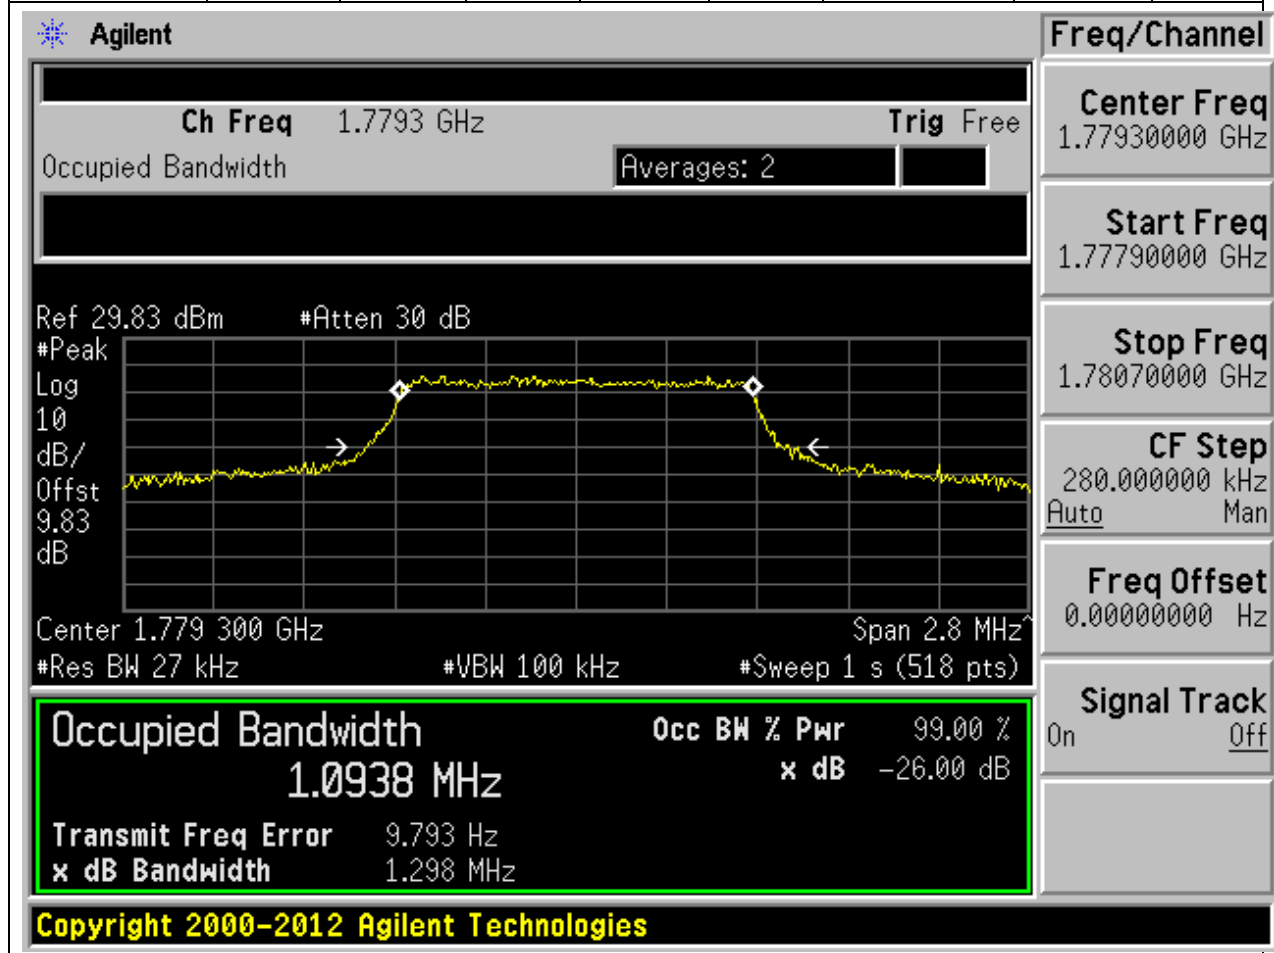 Agilent
Freq/Channel
Ch Freq 1.7793 GHz Trig Free
Occupied Bandwidth Averages: 2
Center Freq
1.77930000 GHz
Start Freq
1.77790000 GHz
Stop Freq
1.78070000 GHz
CF Step
280.000000 kHz
Auto Man
Freq Offset
0.00000000 Hz
Signal Track
On Off
Ref 29.83 dBm #Atten 30 dB
#Peak
Log
10
dB/
Offst
9.83
dB
Center 1.779 300 GHz Span 2.8 MHz^
#Res BW 27 kHz #VBW 100 kHz #Sweep 1 s (518 pts)
Occupied Bandwidth Occ BW % Pwr 99.00 %
1.0938 MHz x dB -26.00 dB
Transmit Freq Error 9.793 Hz
x dB Bandwidth 1.298 MHz
Copyright 2000-2012 Agilent Technologies